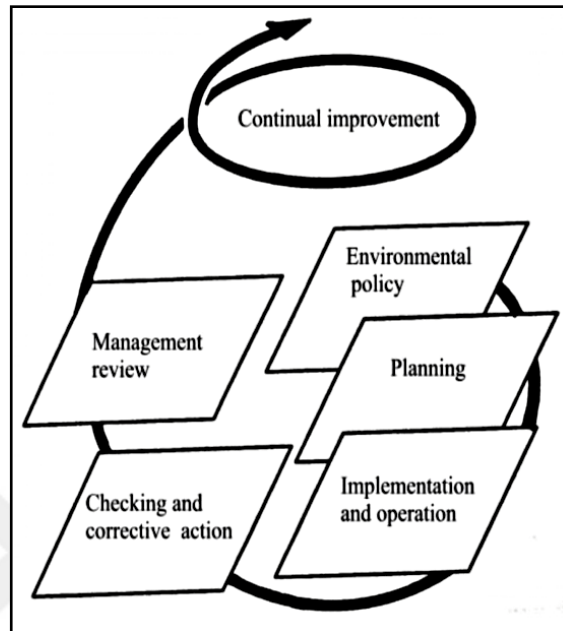 Continual improvement
Environmental
policy
Planning
Implementation
and operation
Checking and
corrective action
Management
review